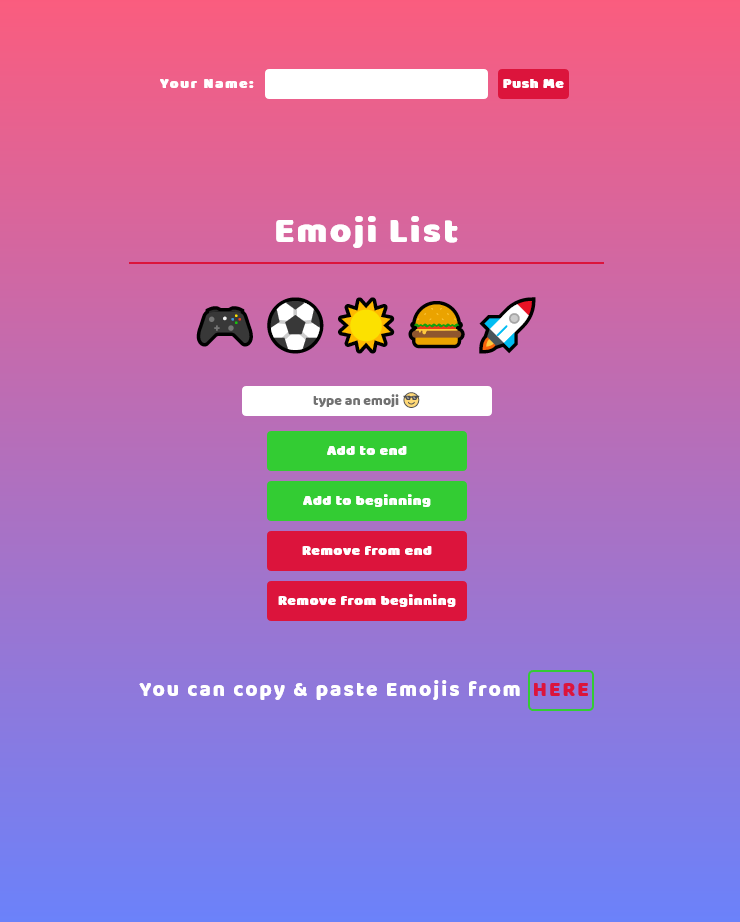 Your Name: Push Me
Emoji List
🎮 ⚽ 🌞 🍔 🚀
type an emoji 😎
Add to end
Add to beginning
Remove from end
Remove from beginning
You can copy & paste Emojis from HERE